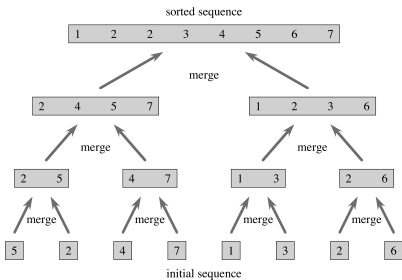 sorted sequence
1 2 2 3 4 5 6 7
merge
2 4 5 7 1 2 3 6
merge merge
2 5 4 7 1 3 2 6
merge merge merge merge
5 2 4 7 1 3 2 6
initial sequence